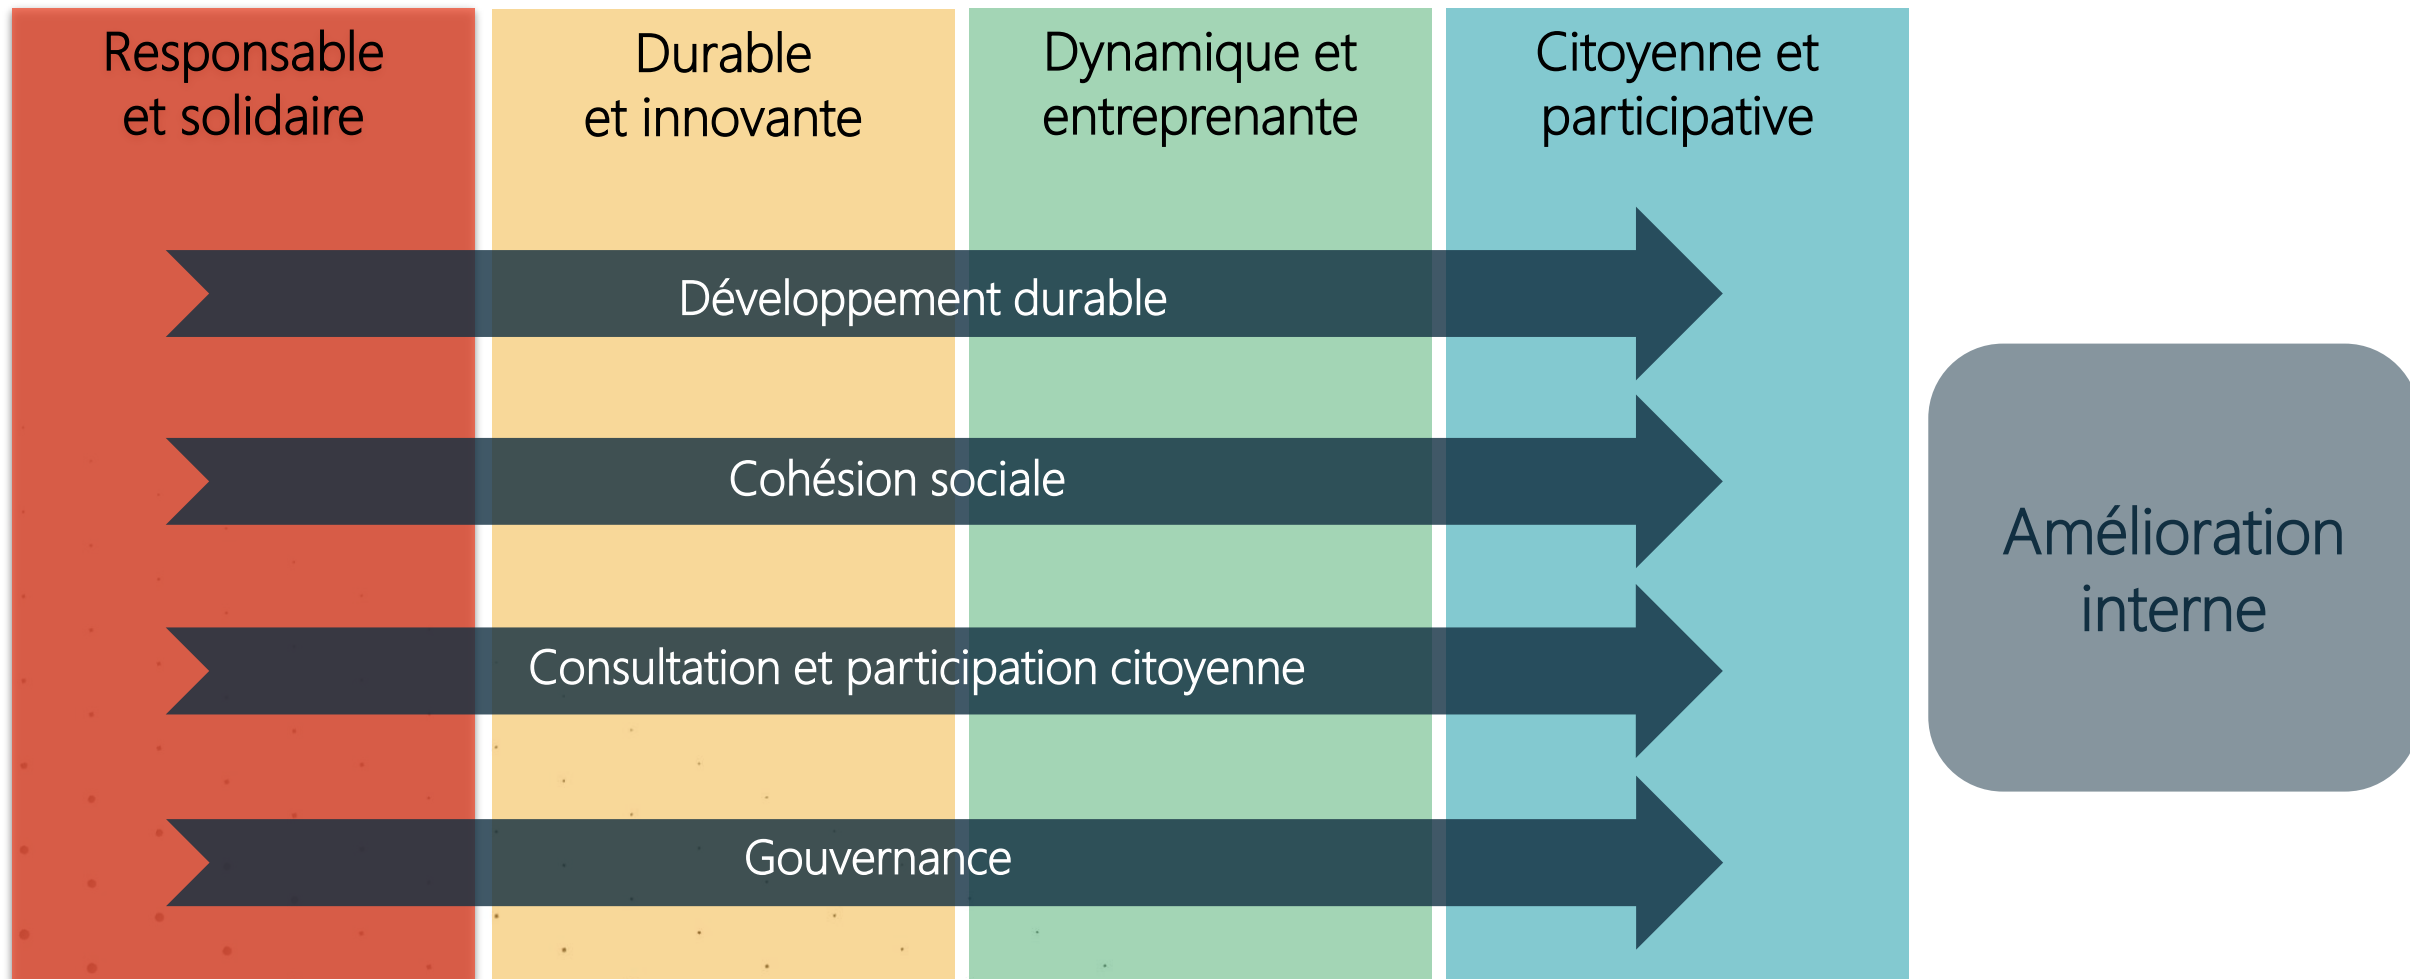 Responsable
et solidaire
Durable
et innovante
Dynamique et
entreprenante
Citoyenne et
participative
Développement durable
Cohésion sociale
Consultation et participation citoyenne
Gouvernance
Amélioration
interne